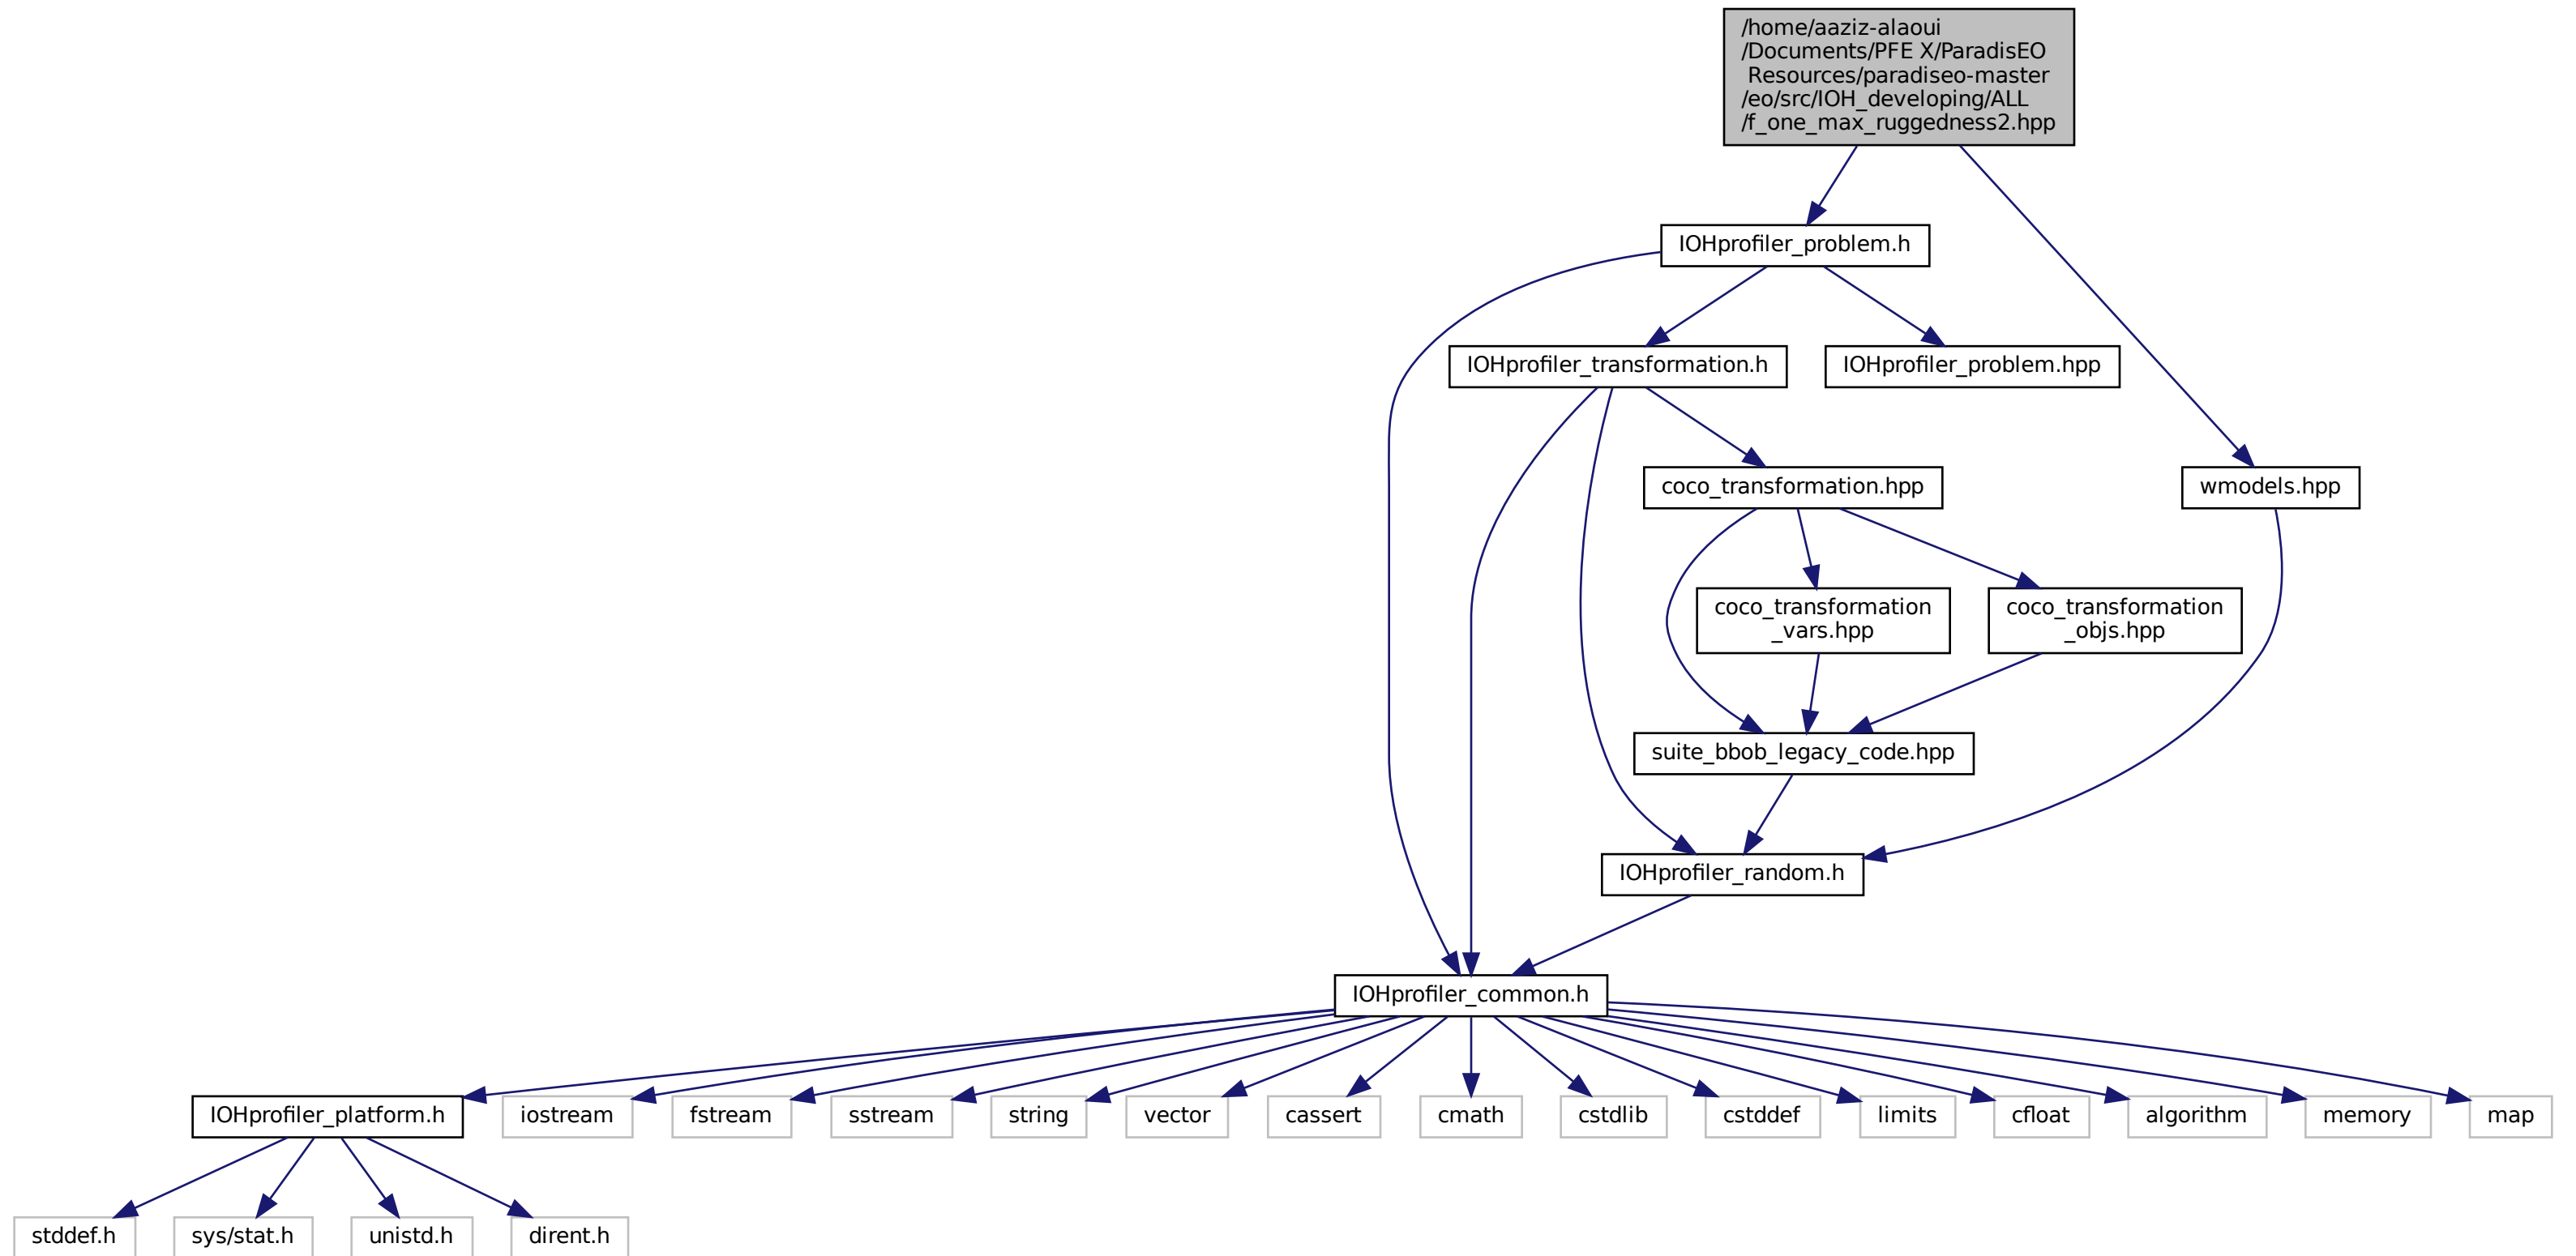 /home/aaziz-alaoui
/Documents/PFE X/ParadisEO
Resources/paradiseo-master
/eo/src/IOH_developing/ALL
/f_one_max_ruggedness2.hpp
IOHprofiler_problem.h
IOHprofiler_transformation.h
IOHprofiler_problem.hpp
coco_transformation.hpp
wmodels.hpp
coco_transformation
_vars.hpp
coco_transformation
_objs.hpp
suite_bbob_legacy_code.hpp
IOHprofiler_random.h
IOHprofiler_common.h
IOHprofiler_platform.h
iostream
fstream
sstream
string
vector
cassert
cmath
cstdlib
cstddef
limits
cfloat
algorithm
memory
map
stddef.h
sys/stat.h
unistd.h
dirent.h